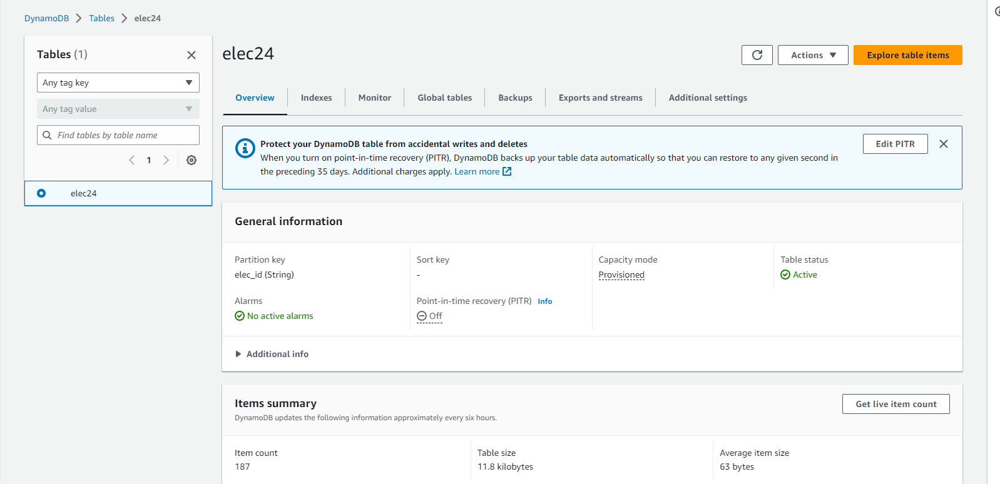 DynamoDB > Tables > elec24
Tables (1)
Any tag key
Any tag value
Find tables by table name
1
elec24
elec24
Actions
Explore table items
Overview
Indexes
Monitor
Global tables
Backups
Exports and streams
Additional settings
Protect your DynamoDB table from accidental writes and deletes
When you turn on point-in-time recovery (PITR), DynamoDB backs up your table data automatically so that you can restore to any given second in
the preceding 35 days. Additional charges apply. Learn more
Edit PITR
General information
Partition key
elec_id (String)
Sort key
-
Capacity mode
Provisioned
Table status
Active
Alarms
No active alarms
Point-in-time recovery (PITR) Info
Off
Additional info
Items summary
DynamoDB updates the following information approximately every six hours.
Get live item count
Item count
187
Table size
11.8 kilobytes
Average item size
63 bytes